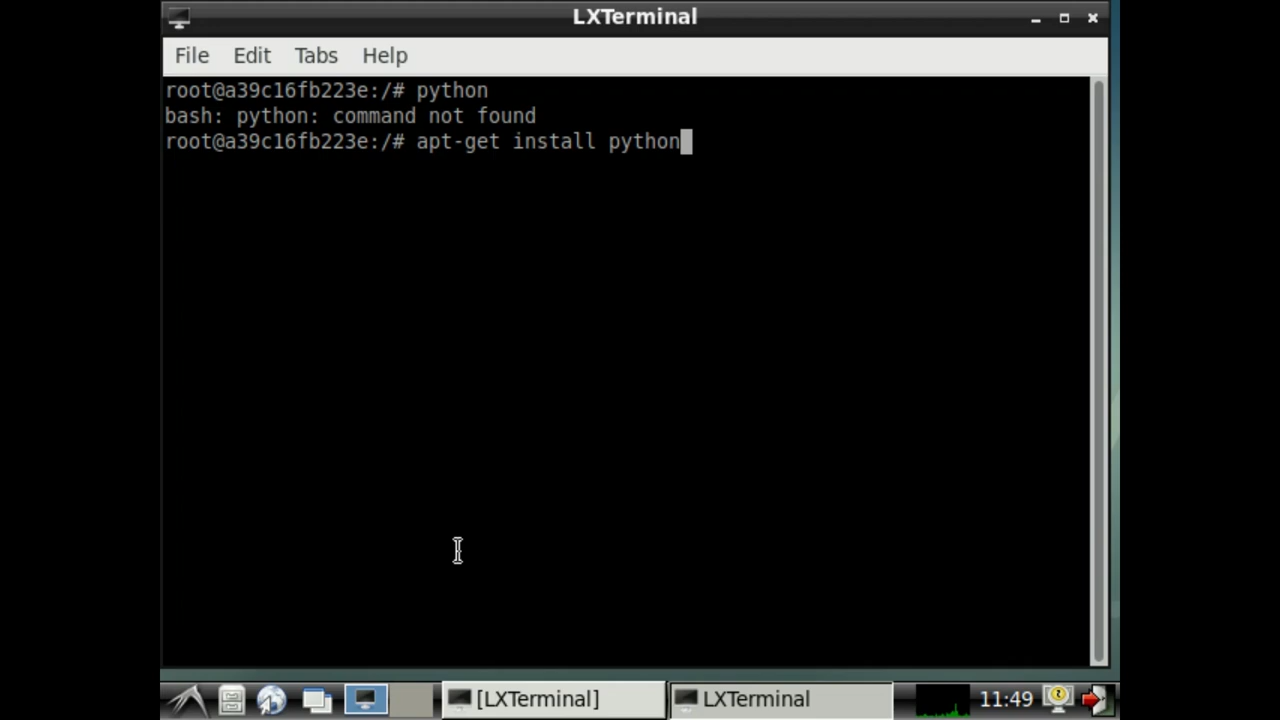 LXTerminal
File Edit Tabs Help
root@a39c16fb223e:/# python
bash: python: command not found
root@a39c16fb223e:/# apt-get install python
[LXTerminal] LXTerminal 11:49